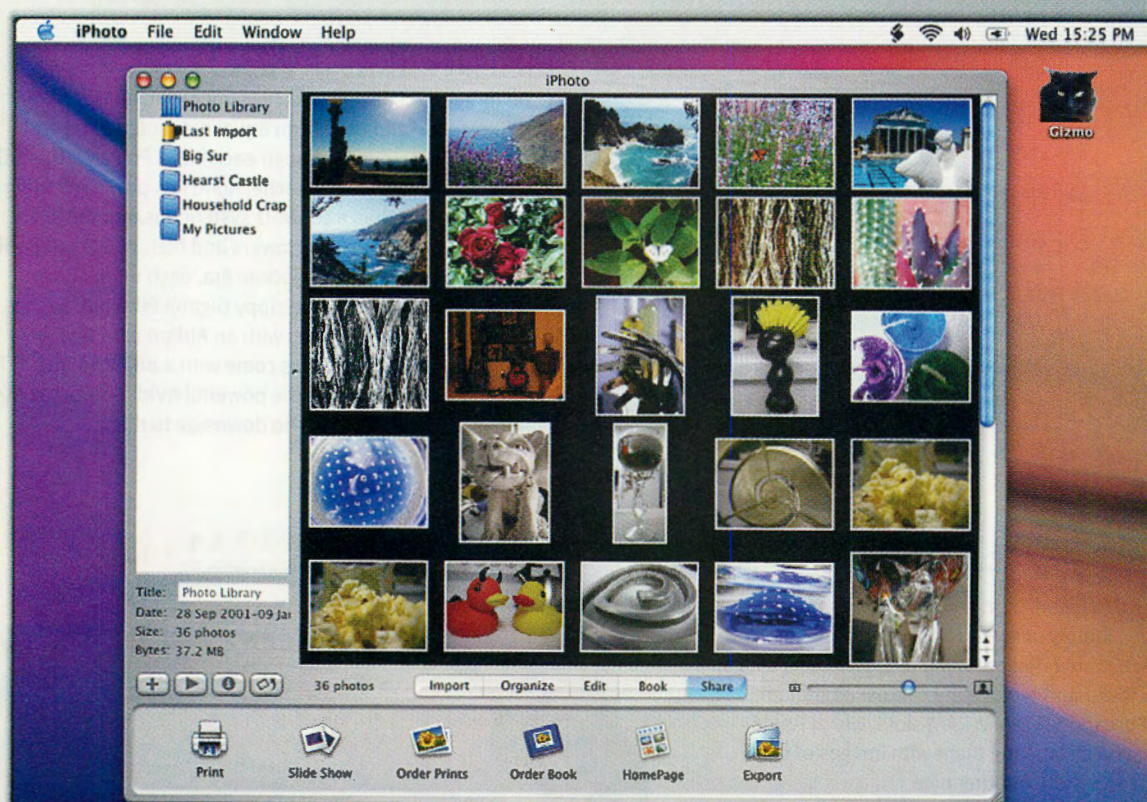 iPhoto File Edit Window Help Wed 15:25 PM
iPhoto
Gizmo
Photo Library
Last Import
Big Sur
Hearst Castle
Household Crap
My Pictures
Title: Photo Library
Date: 28 Sep 2001-09 Jan
Size: 36 photos
Bytes: 37.2 MB
36 photos Import Organize Edit Book Share
Print Slide Show Order Prints Order Book HomePage Export